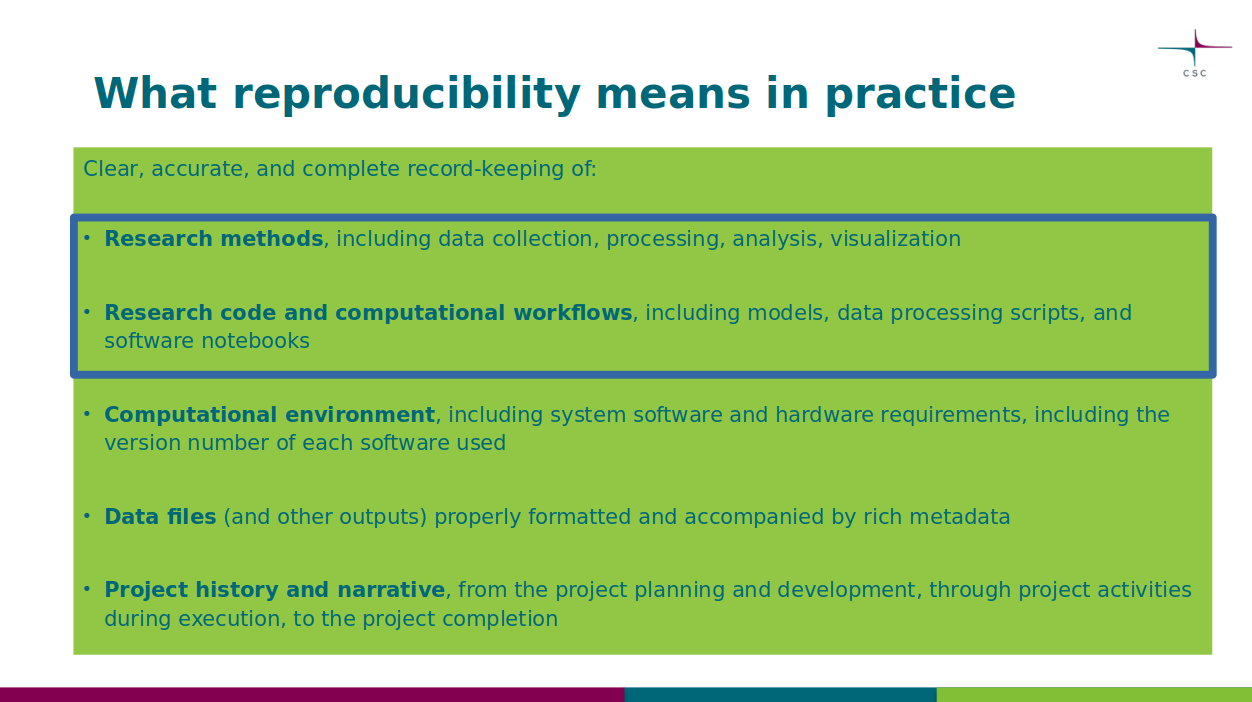 CSC
What reproducibility means in practice
Clear, accurate, and complete record-keeping of:
• Research methods, including data collection, processing, analysis, visualization
• Research code and computational workflows, including models, data processing scripts, and
software notebooks
• Computational environment, including system software and hardware requirements, including the
version number of each software used
• Data files (and other outputs) properly formatted and accompanied by rich metadata
• Project history and narrative, from the project planning and development, through project activities
during execution, to the project completion